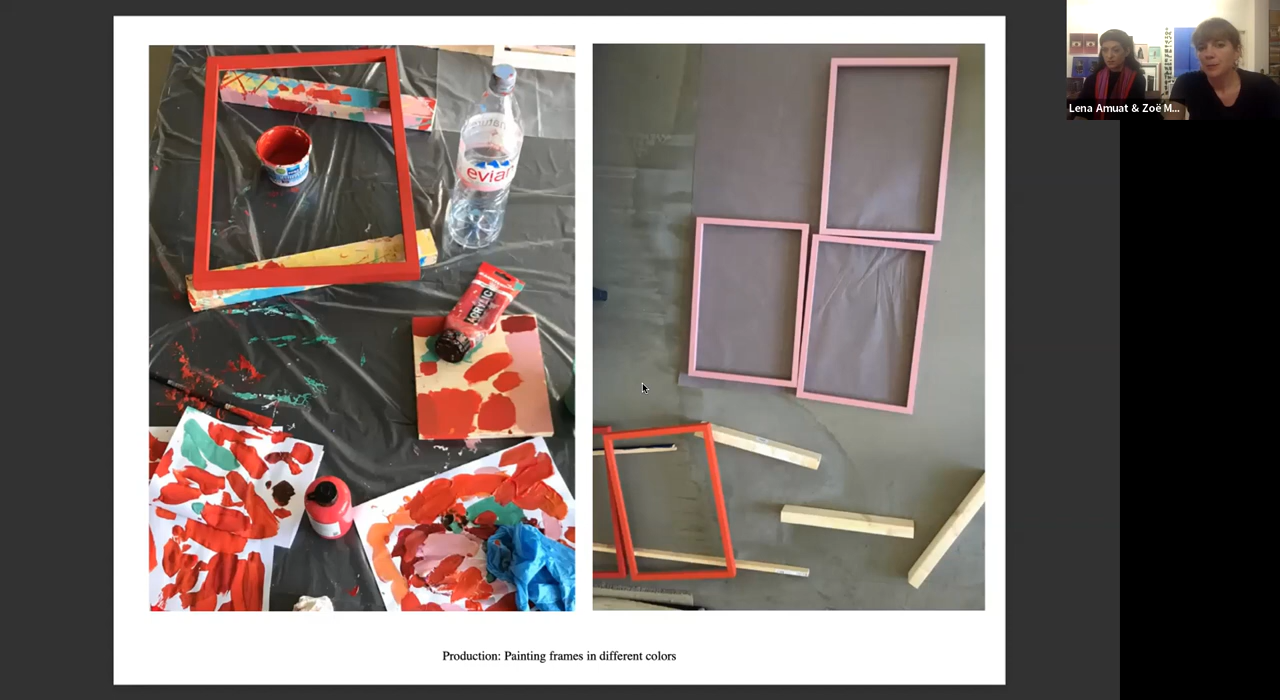 Lena Amuat & Zoë M...
evian
ACRYLIC
Production: Painting frames in different colors